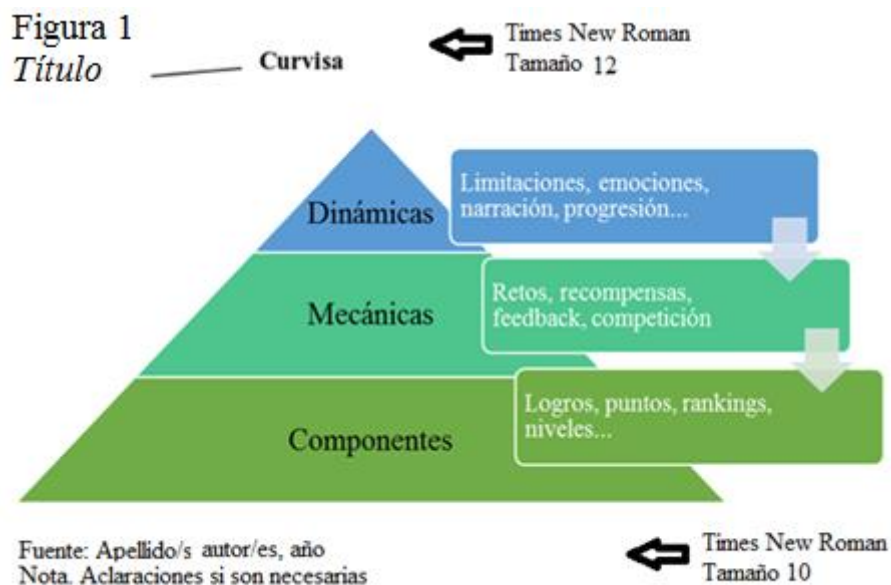 Figura 1
Título
Curvisa
Times New Roman
Tamaño 12
Dinámicas
Limitaciones, emociones,
narración, progresión...
Mecánicas
Retos, recompensas,
feedback, competición
Componentes
Logros, puntos, rankings,
niveles...
Fuente: Apellido/s autor/es, año
Nota. Aclaraciones si son necesarias
Times New Roman
Tamaño 10